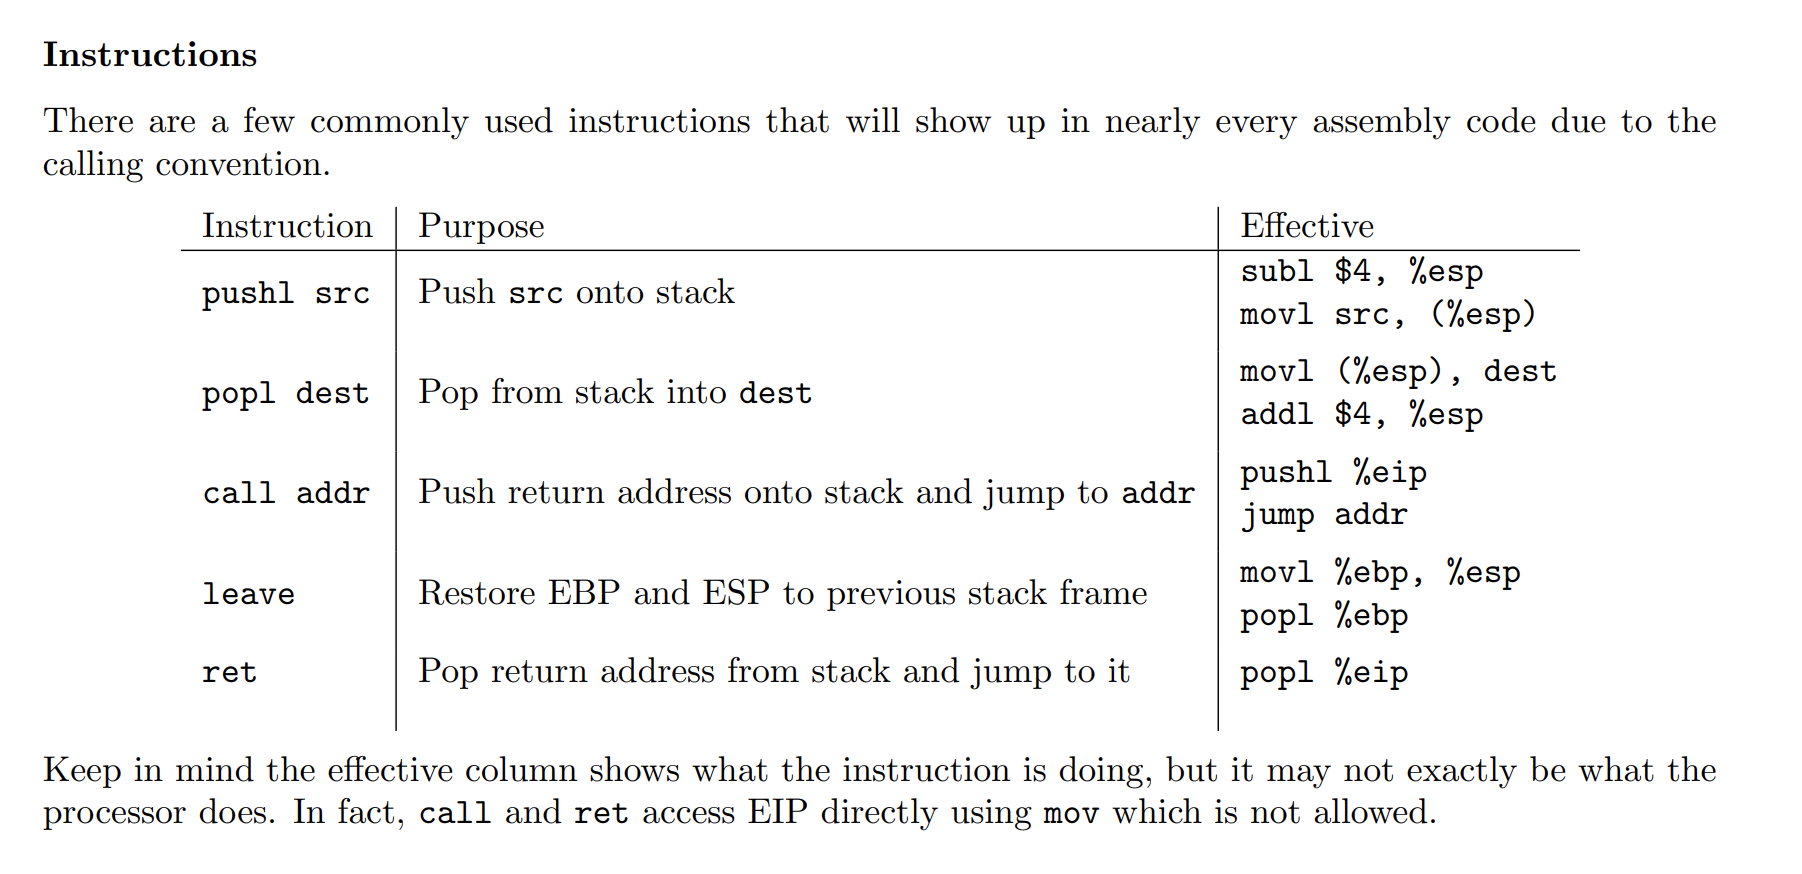 Instructions
There are a few commonly used instructions that will show up in nearly every assembly code due to the
calling convention.
Instruction Purpose Effective
pushl src Push src onto stack subl $4, %esp
movl src, (%esp)
popl dest Pop from stack into dest movl (%esp), dest
addl $4, %esp
call addr Push return address onto stack and jump to addr pushl %eip
jump addr
leave Restore EBP and ESP to previous stack frame movl %ebp, %esp
popl %ebp
ret Pop return address from stack and jump to it popl %eip
Keep in mind the effective column shows what the instruction is doing, but it may not exactly be what the
processor does. In fact, call and ret access EIP directly using mov which is not allowed.